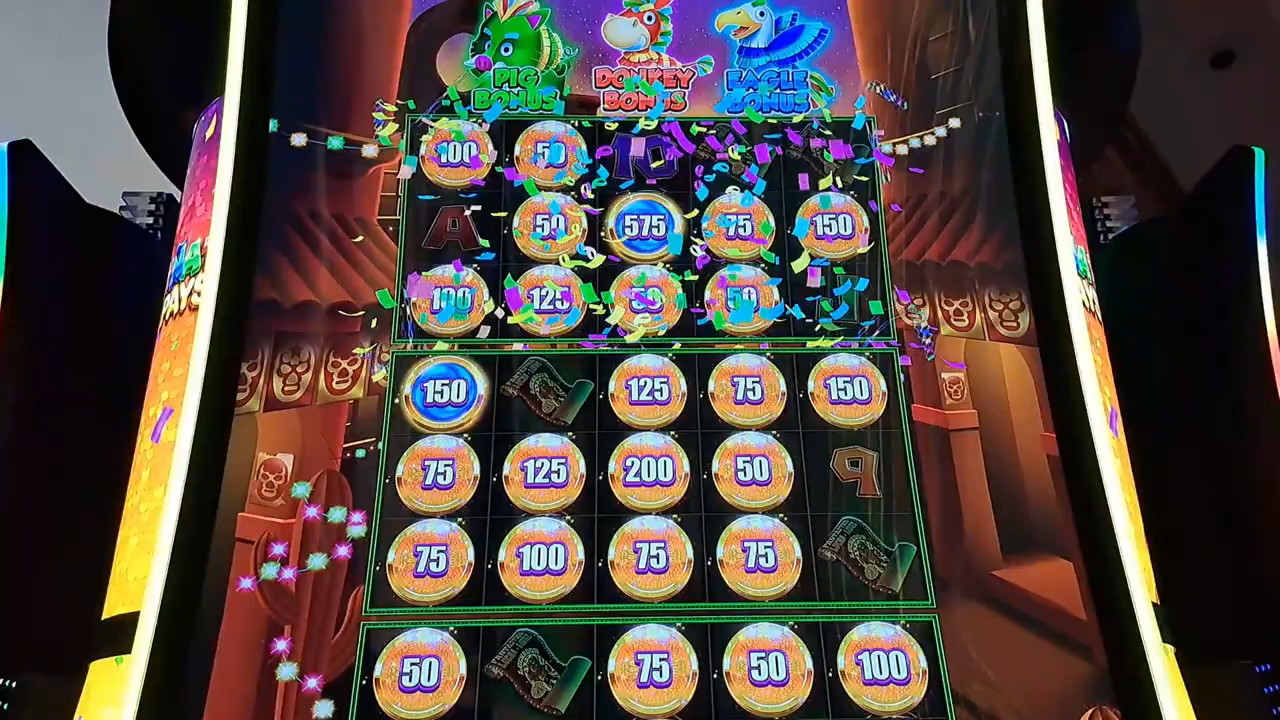 PIG BONUS
DONKEY BONUS
EAGLE BONUS
100 50 10
A 50 575 75 150
100 125 50 50
150 125 75 150
75 125 200 50 9
75 100 75 75
50 75 50 100
PAYS